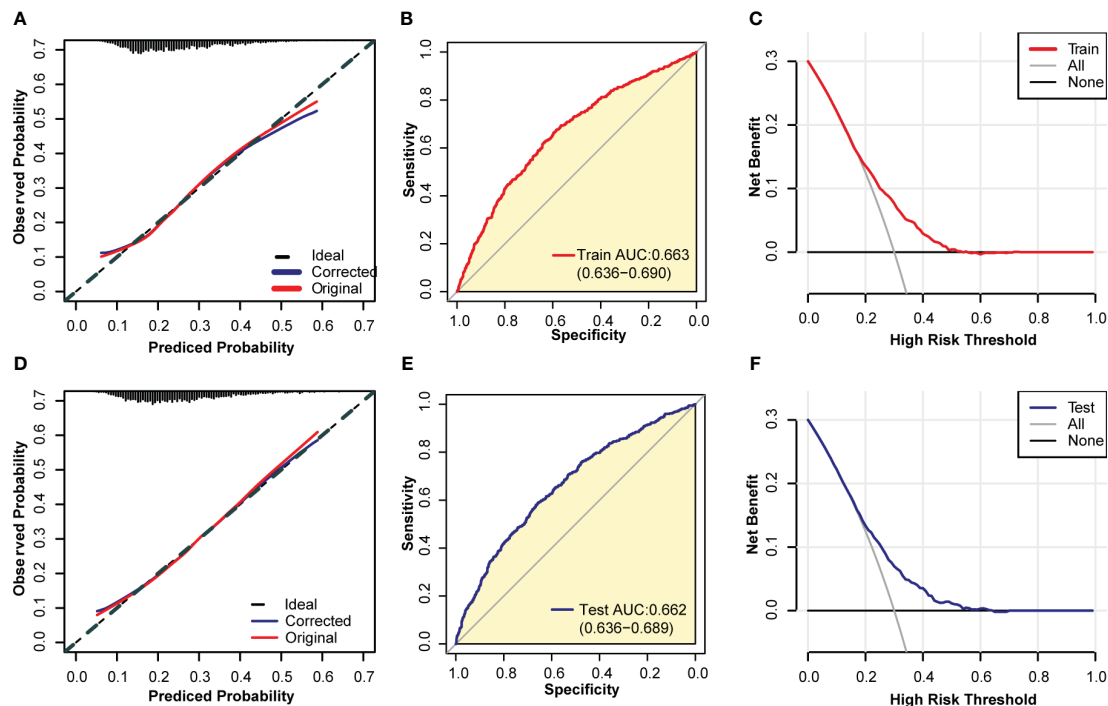 A
Observed Probability
0.7
0.6
0.5
0.4
0.3
0.2
0.1
0.0
Ideal
Corrected
Original
0.0 0.1 0.2 0.3 0.4 0.5 0.6 0.7
Prediced Probability
B
Sensitivity
1.0
0.8
0.6
0.4
0.2
0.0
Train AUC:0.663
(0.636−0.690)
1.0 0.8 0.6 0.4 0.2 0.0
Specificity
C
Net Benefit
0.3
0.2
0.1
0.0
Train
All
None
0.0 0.2 0.4 0.6 0.8 1.0
High Risk Threshold
D
Observed Probability
0.7
0.6
0.5
0.4
0.3
0.2
0.1
0.0
Ideal
Corrected
Original
0.0 0.1 0.2 0.3 0.4 0.5 0.6 0.7
Prediced Probability
E
Sensitivity
1.0
0.8
0.6
0.4
0.2
0.0
Test AUC:0.662
(0.636−0.689)
1.0 0.8 0.6 0.4 0.2 0.0
Specificity
F
Net Benefit
0.3
0.2
0.1
0.0
Test
All
None
0.0 0.2 0.4 0.6 0.8 1.0
High Risk Threshold